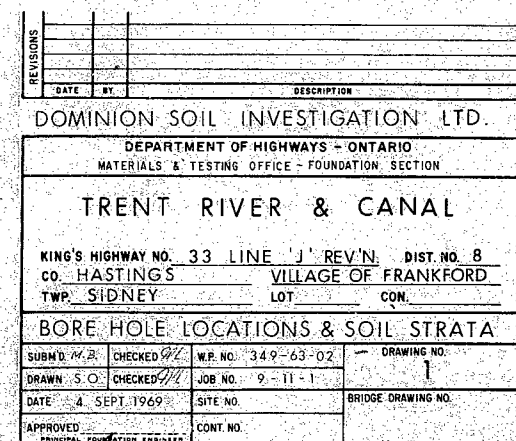 REVISIONS
DATE BY DESCRIPTION
DOMINION SOIL INVESTIGATION LTD.
DEPARTMENT OF HIGHWAYS - ONTARIO
MATERIALS & TESTING OFFICE - FOUNDATION SECTION
TRENT RIVER & CANAL
KING'S HIGHWAY NO. 33 LINE 'J' REV'N. DIST. NO. 8
CO. HASTINGS VILLAGE OF FRANKFORD
TWP. SIDNEY LOT CON.
BORE HOLE LOCATIONS & SOIL STRATA
SUBM'D. M.B. CHECKED W.P. NO. 349-63-02 DRAWING NO.
DRAWN S.O. CHECKED JOB NO. 9-11-1 1
DATE 4 SEPT. 1969 SITE NO. BRIDGE DRAWING NO.
APPROVED CONT. NO.
PRINCIPAL FOUNDATION ENGINEER